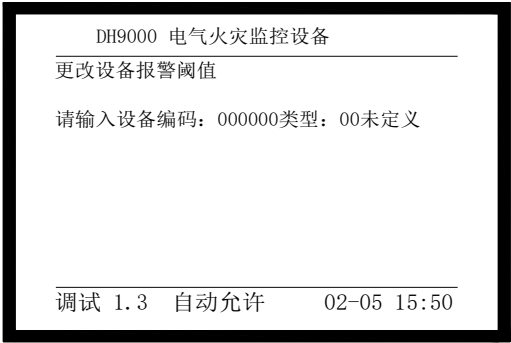 DH9000 电气火灾监控设备
更改设备报警阈值
请输入设备编码：000000类型：00未定义
调试 1.3 自动允许 02-05 15:50